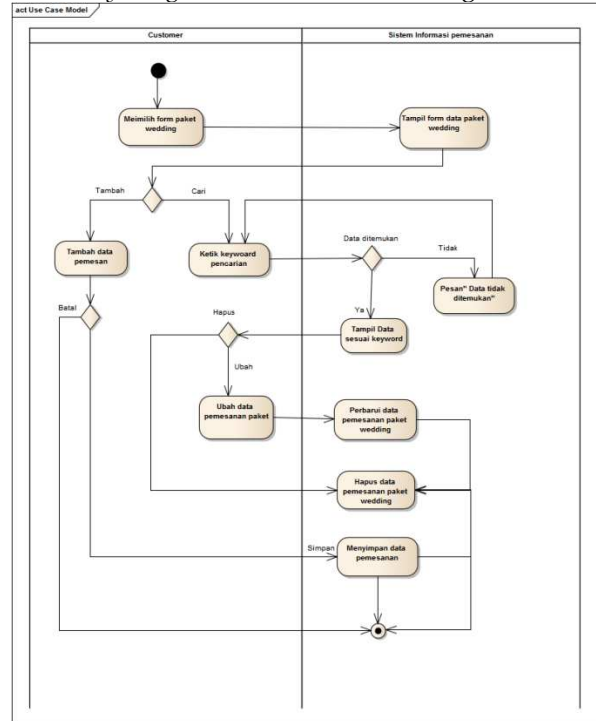 act Use Case Model
Customer
Sistem Informasi pemesanan
Meimilih form paket
wedding
Tampil form data paket
wedding
Tambah
Cari
Tambah data
pemesan
Ketik keywoard
pencarian
Data ditemukan
Tidak
Pesan" Data tidak
ditemukan"
Batal
Hapus
Ya
Tampil Data
sesuai keyword
Ubah
Ubah data
pemesanan paket
Perbarui data
pemesanan paket
wedding
Hapus data
pemesanan paket
wedding
Simpan
Menyimpan data
pemesanan